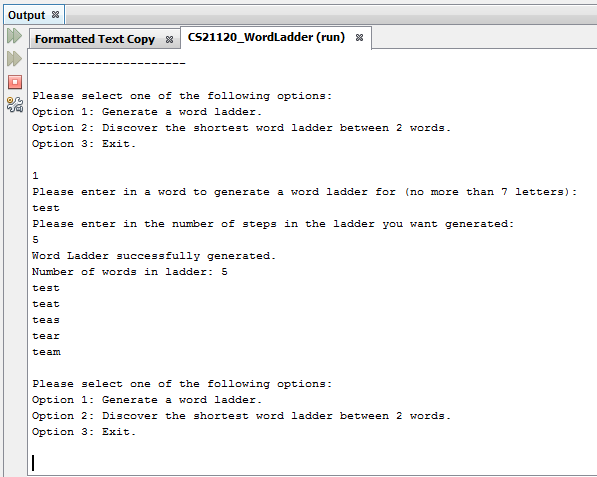 Output
Formatted Text Copy
CS21120_WordLadder (run)
----------------------
Please select one of the following options:
Option 1: Generate a word ladder.
Option 2: Discover the shortest word ladder between 2 words.
Option 3: Exit.
1
Please enter in a word to generate a word ladder for (no more than 7 letters):
test
Please enter in the number of steps in the ladder you want generated:
5
Word Ladder successfully generated.
Number of words in ladder: 5
test
teat
teas
tear
team
Please select one of the following options:
Option 1: Generate a word ladder.
Option 2: Discover the shortest word ladder between 2 words.
Option 3: Exit.